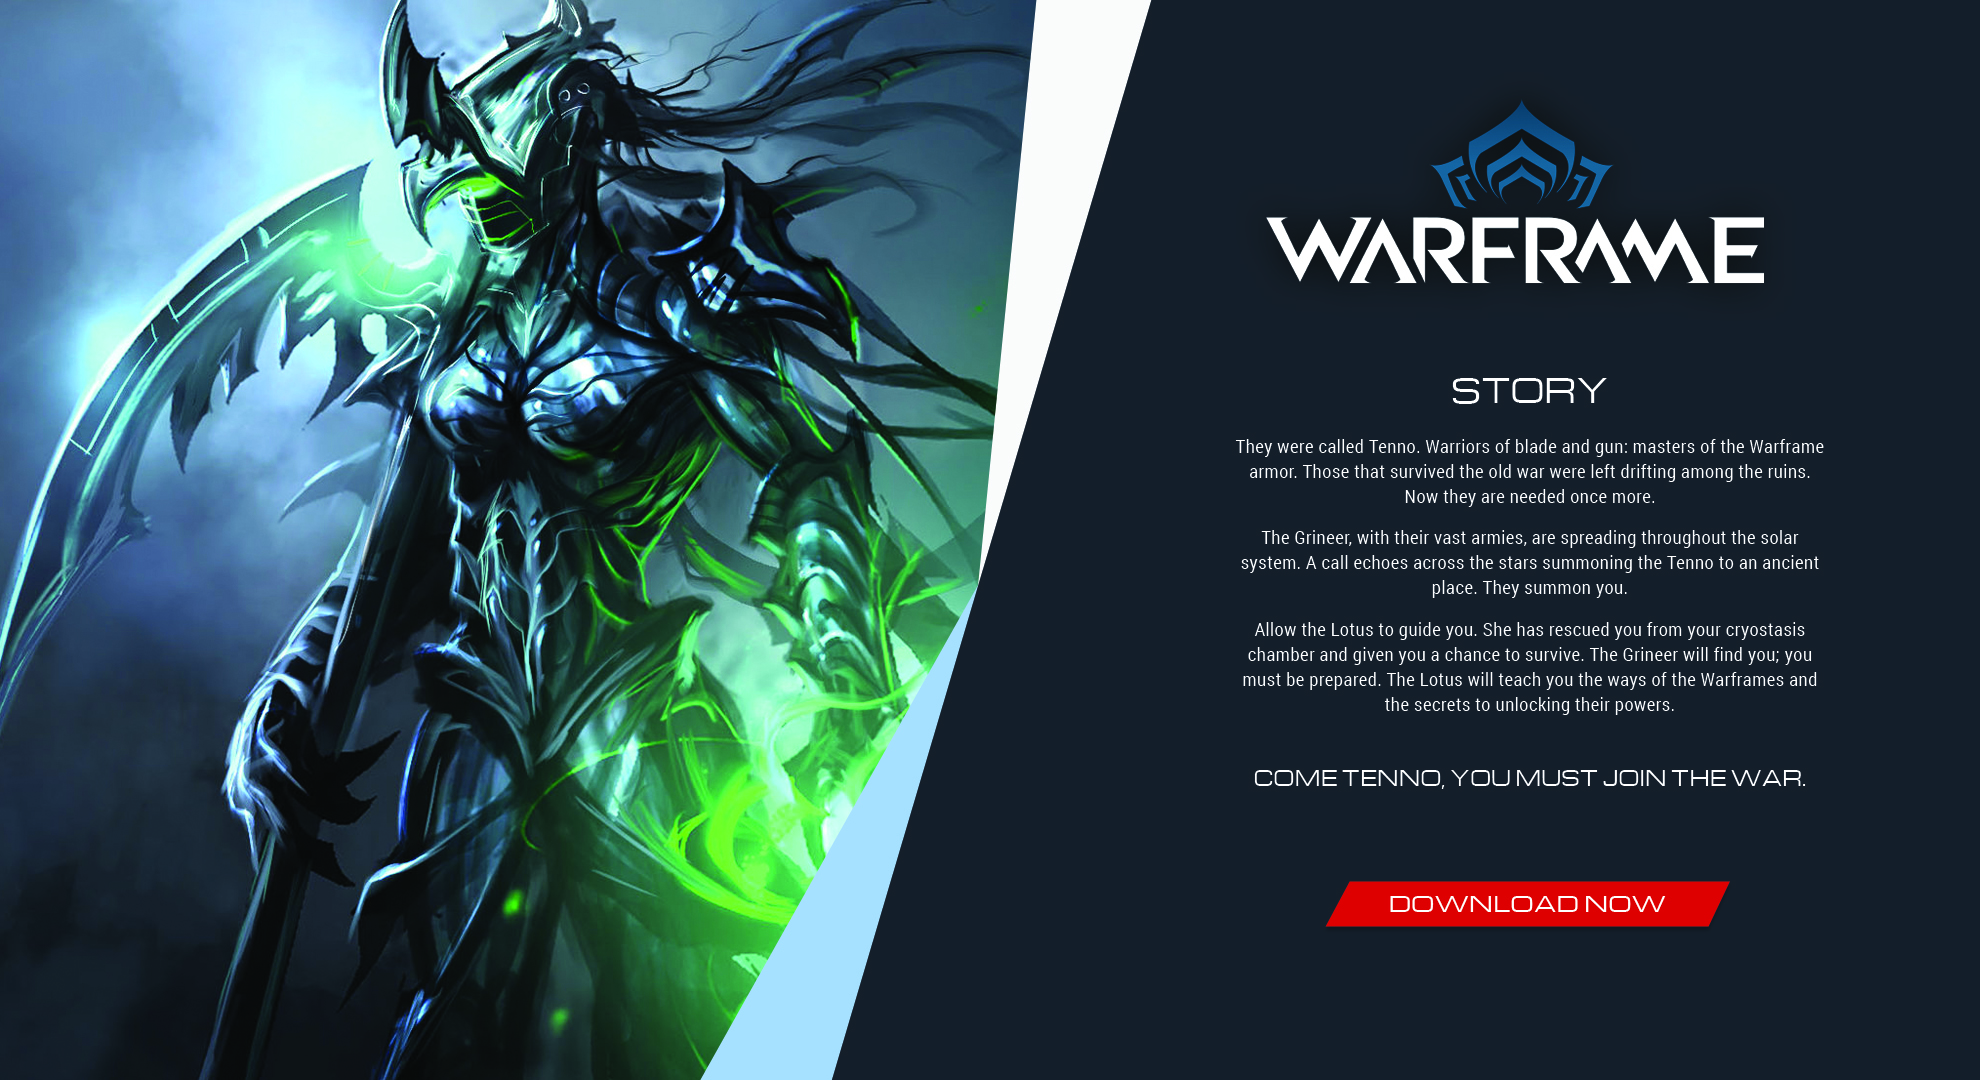 WARFRAME
STORY
They were called Tenno. Warriors of blade and gun: masters of the Warframe
armor. Those that survived the old war were left drifting among the ruins.
Now they are needed once more.
The Grineer, with their vast armies, are spreading throughout the solar
system. A call echoes across the stars summoning the Tenno to an ancient
place. They summon you.
Allow the Lotus to guide you. She has rescued you from your cryostasis
chamber and given you a chance to survive. The Grineer will find you; you
must be prepared. The Lotus will teach you the ways of the Warframes and
the secrets to unlocking their powers.
COME TENNO, YOU MUST JOIN THE WAR.
DOWNLOAD NOW